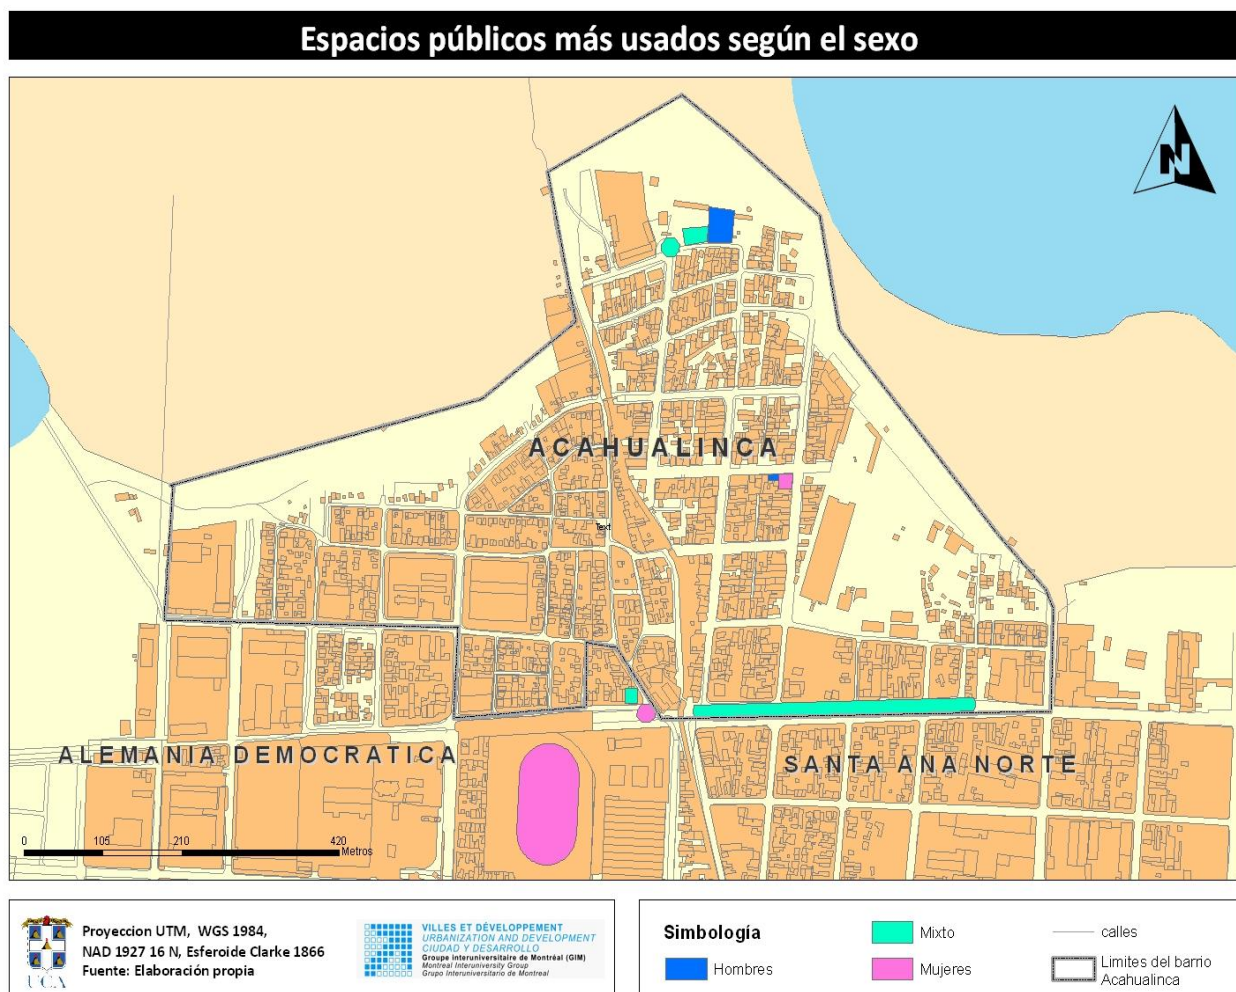 Espacios públicos más usados según el sexo
N
ACAHUALINCA
Text
ALEMANIA DEMOCRATICA
SANTA ANA NORTE
0 105 210 420
Metros
UCA
Proyeccion UTM, WGS 1984,
NAD 1927 16 N, Esferoide Clarke 1866
Fuente: Elaboración propia
VILLES ET DÉVELOPPEMENT
URBANIZATION AND DEVELOPMENT
CIUDAD Y DESARROLLO
Groupe interuniversitaire de Montréal (GIM)
Montreal Interuniversity Group
Grupo Interuniversitario de Montreal
Simbología
Mixto
calles
Hombres
Mujeres
Limites del barrio
Acahualinca